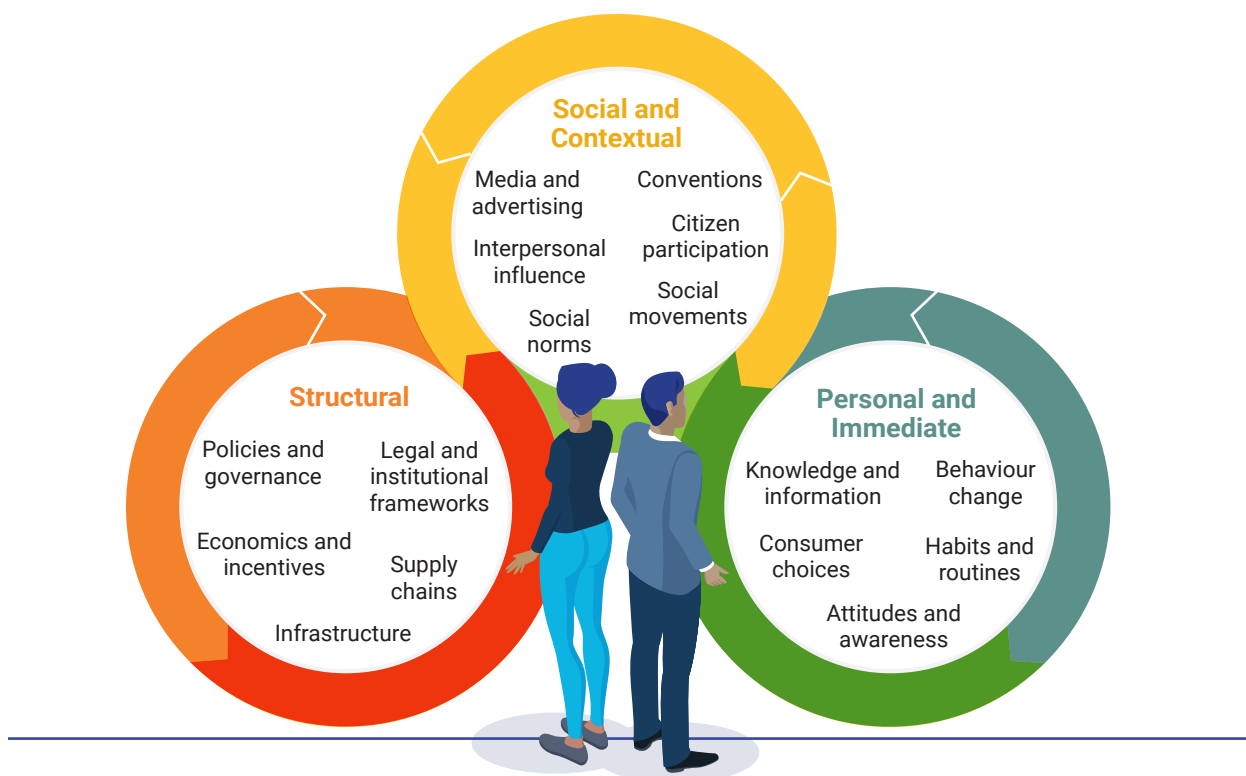 Social and
Contextual
Media and
advertising
Conventions
Interpersonal
influence
Citizen
participation
Social
norms
Social
movements
Structural
Policies and
governance
Legal and
institutional
frameworks
Economics and
incentives
Supply
chains
Infrastructure
Personal and
Immediate
Knowledge and
information
Behaviour
change
Consumer
choices
Habits and
routines
Attitudes and
awareness